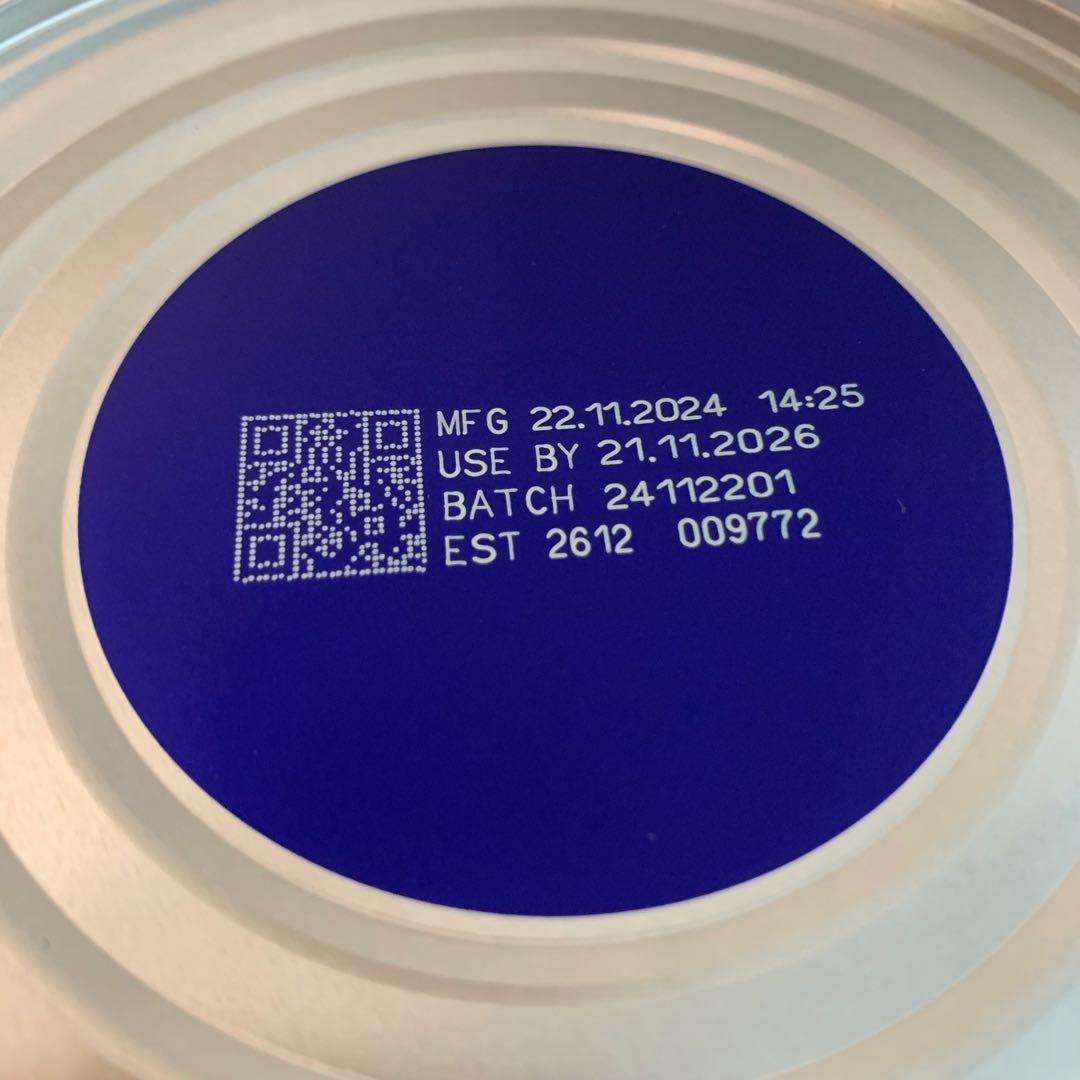 MFG 22.11.2024 14:25
USE BY 21.11.2026
BATCH 24112201
EST 2612 009772